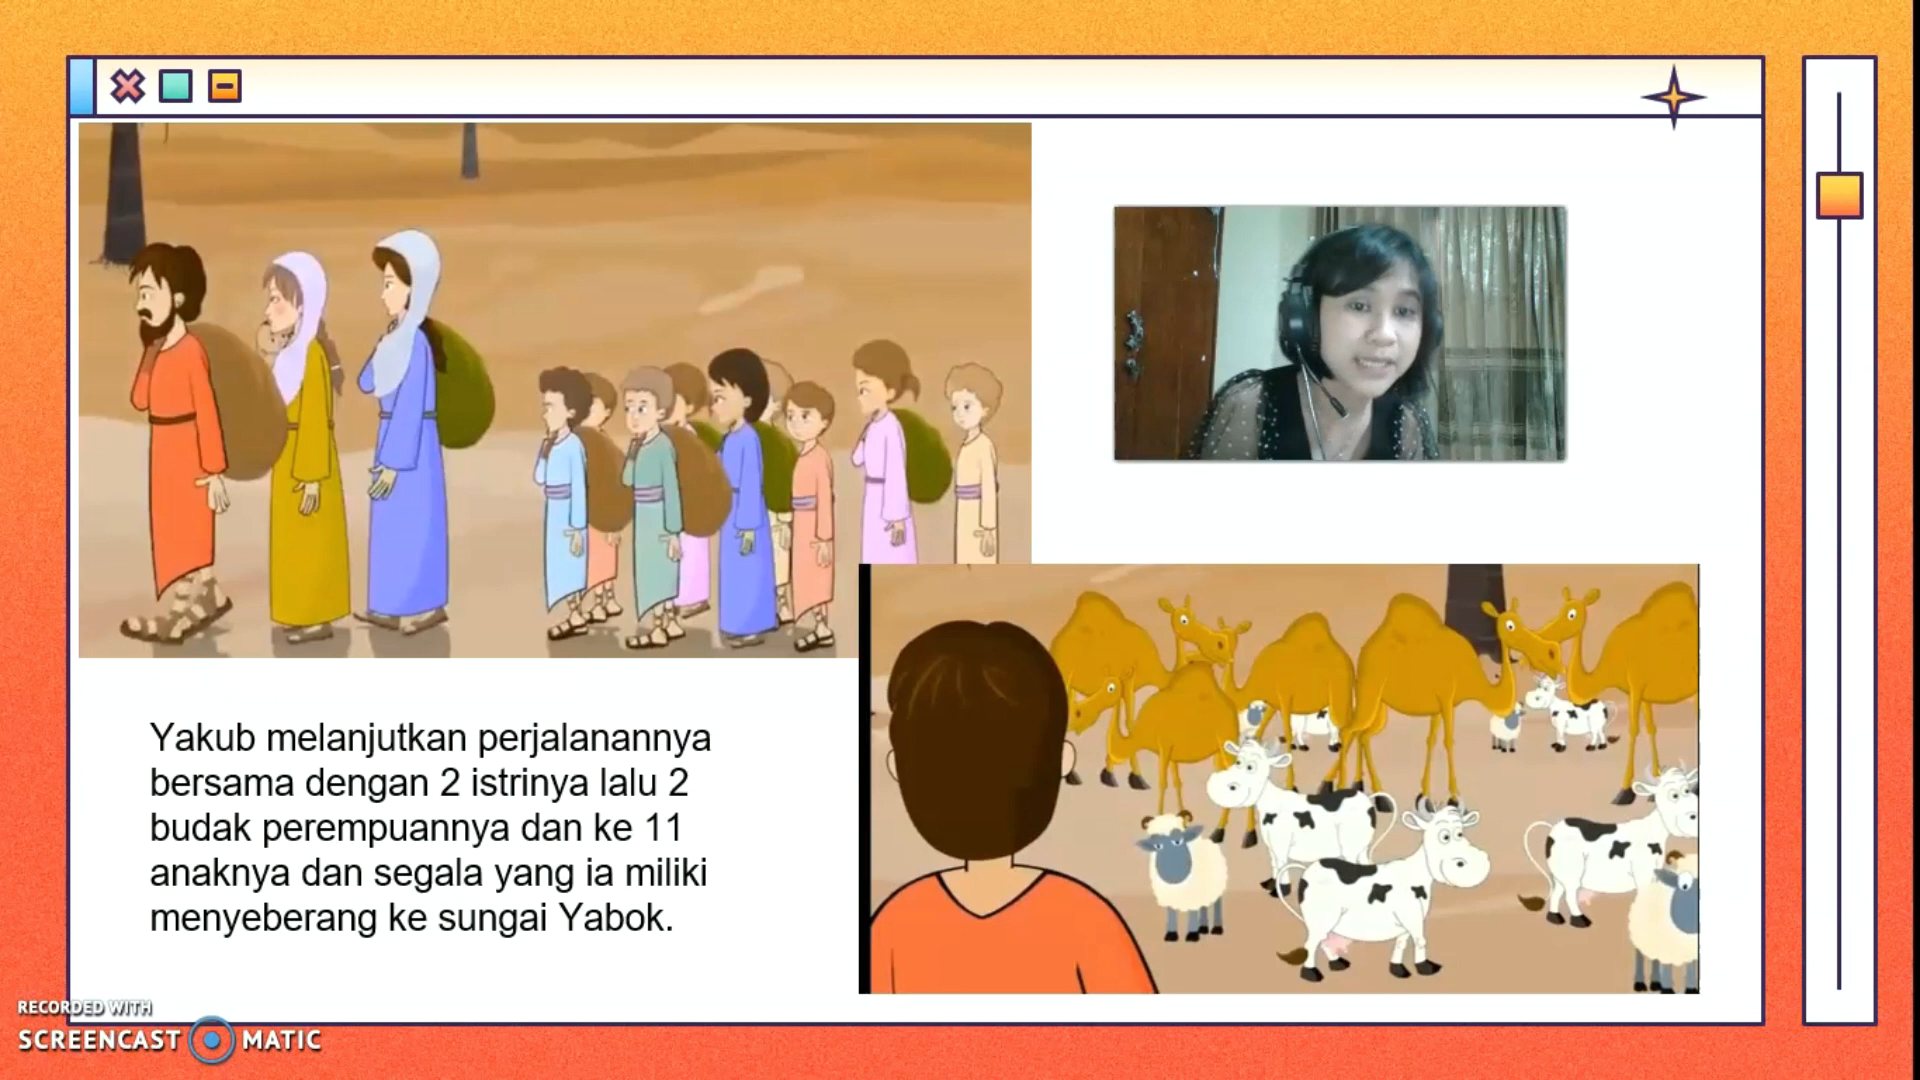 Yakub melanjutkan perjalanannya
bersama dengan 2 istrinya lalu 2
budak perempuannya dan ke 11
anaknya dan segala yang ia miliki
menyeberang ke sungai Yabok.
RECORDED WITH
SCREENCAST MATIC